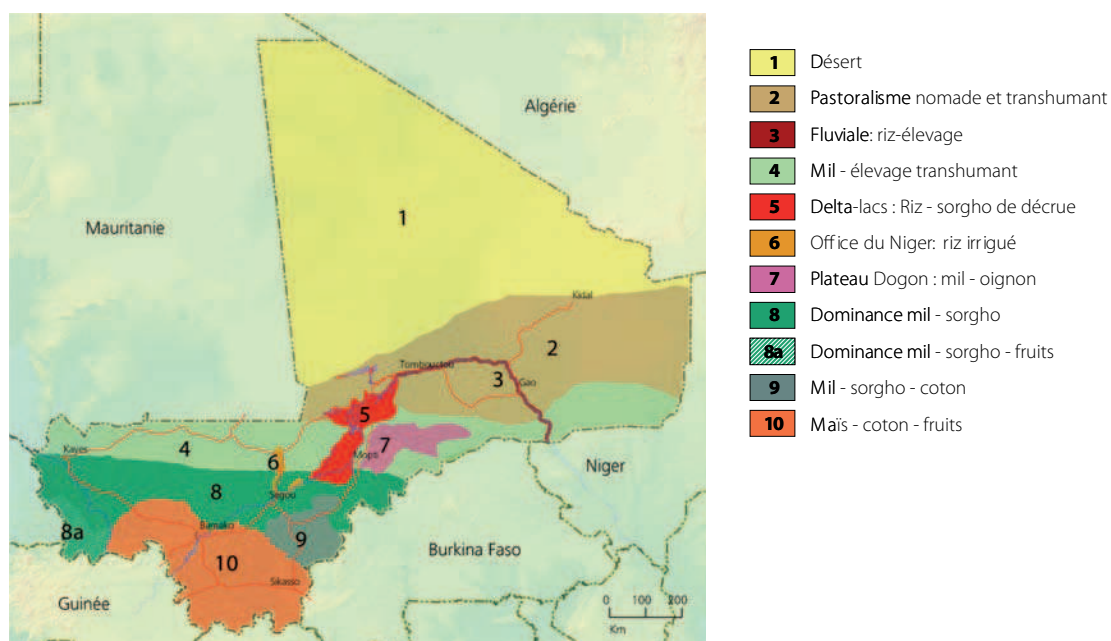 Algérie
Mauritanie
1
Kidal
2
Tombouctou
3
Gao
5
4
Kayes
6
Mopti
7
Niger
8
Ségou
8a
Bamako
9
Burkina Faso
10
Sikasso
Guinée
0 100 200
Km
1 Désert
2 Pastoralisme nomade et transhumant
3 Fluviale: riz-élevage
4 Mil - élevage transhumant
5 Delta-lacs : Riz - sorgho de décrue
6 Office du Niger: riz irrigué
7 Plateau Dogon : mil - oignon
8 Dominance mil - sorgho
8a Dominance mil - sorgho - fruits
9 Mil - sorgho - coton
10 Maïs - coton - fruits